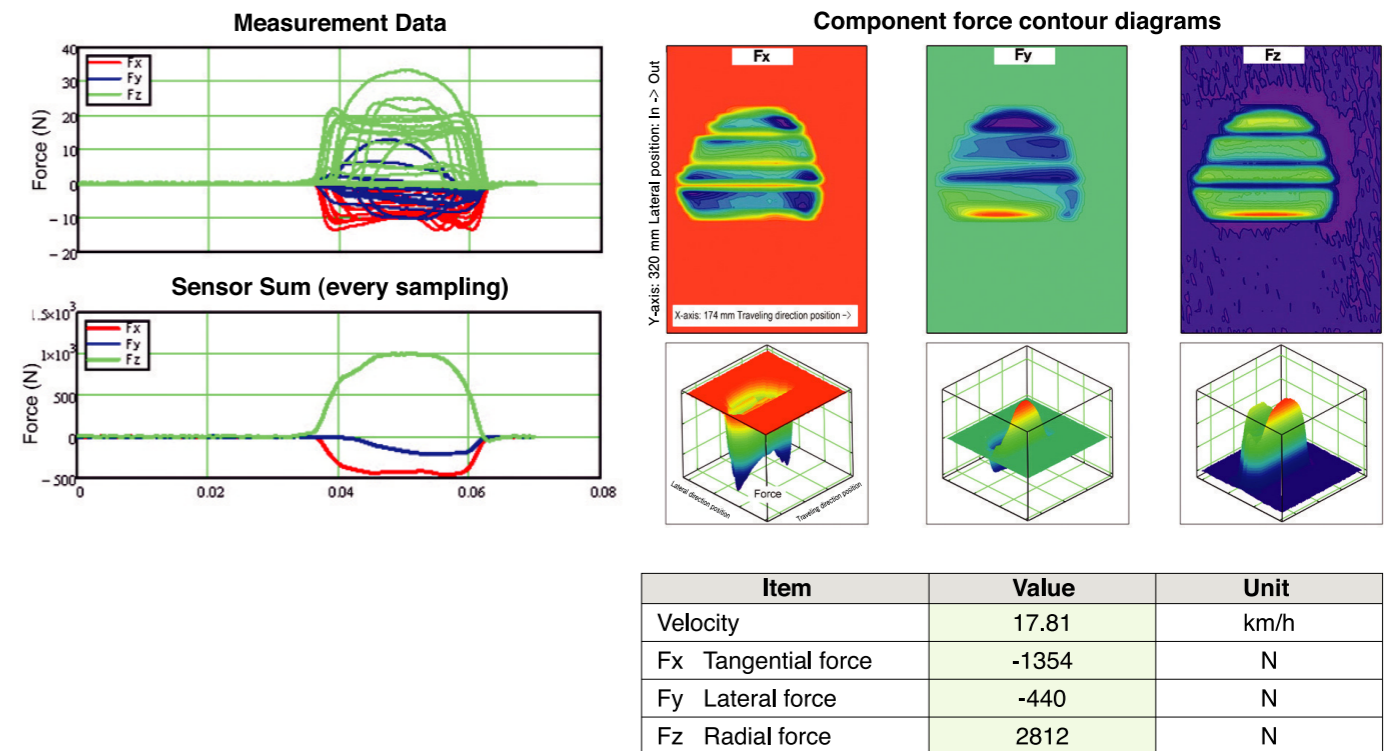 Measurement Data
40
30
20
10
0
– 10
– 20
Force (N)
Fx
Fy
Fz
Sensor Sum (every sampling)
1.5×10³
1×10³
500
0
– 500
Force (N)
Fx
Fy
Fz
0
0.02
0.04
0.06
0.08
Component force contour diagrams
Y-axis: 320 mm Lateral position: In -> Out
Fx
X-axis: 174 mm Traveling direction position ->
Fy
Fz
Lateral direction position
Force
Traveling direction position
Item Value Unit
Velocity 17.81 km/h
Fx Tangential force -1354 N
Fy Lateral force -440 N
Fz Radial force 2812 N